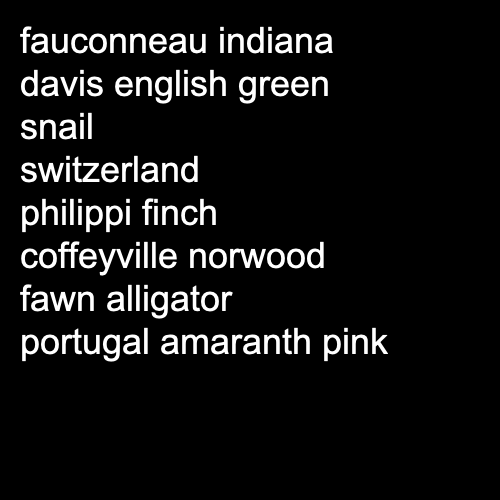 fauconneau indiana
davis english green
snail
switzerland
philippi finch
coffeyville norwood
fawn alligator
portugal amaranth pink